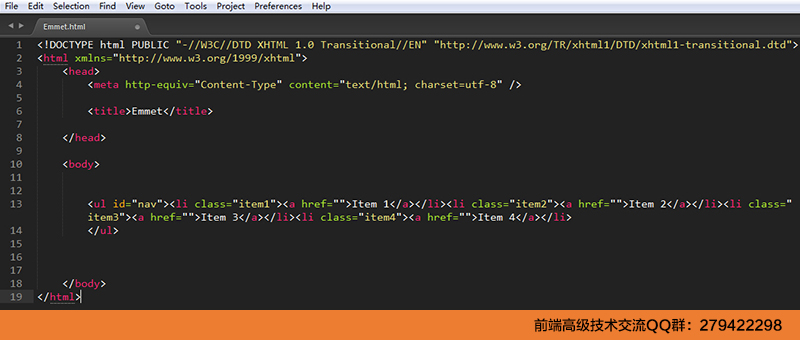 File Edit Selection Find View Goto Tools Project Preferences Help
Emmet.html
1 <!DOCTYPE html PUBLIC "-//W3C//DTD XHTML 1.0 Transitional//EN" "http://www.w3.org/TR/xhtml1/DTD/xhtml1-transitional.dtd">
2 <html xmlns="http://www.w3.org/1999/xhtml">
3 <head>
4 <meta http-equiv="Content-Type" content="text/html; charset=utf-8" />
5
6 <title>Emmet</title>
7
8 </head>
9
10 <body>
11
12
13 <ul id="nav"><li class="item1"><a href="">Item 1</a></li><li class="item2"><a href="">Item 2</a></li><li class="
item3"><a href="">Item 3</a></li><li class="item4"><a href="">Item 4</a></li>
14 </ul>
15
16
17
18 </body>
19 </html>
前端高级技术交流QQ群：279422298